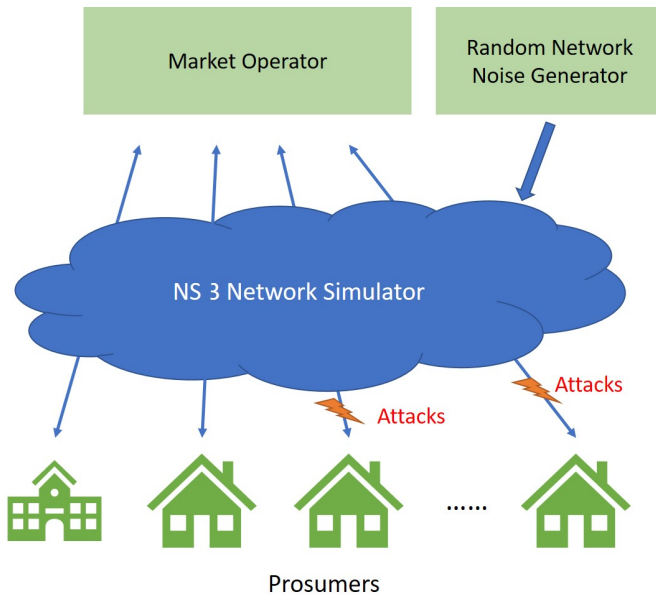 Market Operator
Random Network
Noise Generator
NS 3 Network Simulator
Attacks
Attacks
......
Prosumers